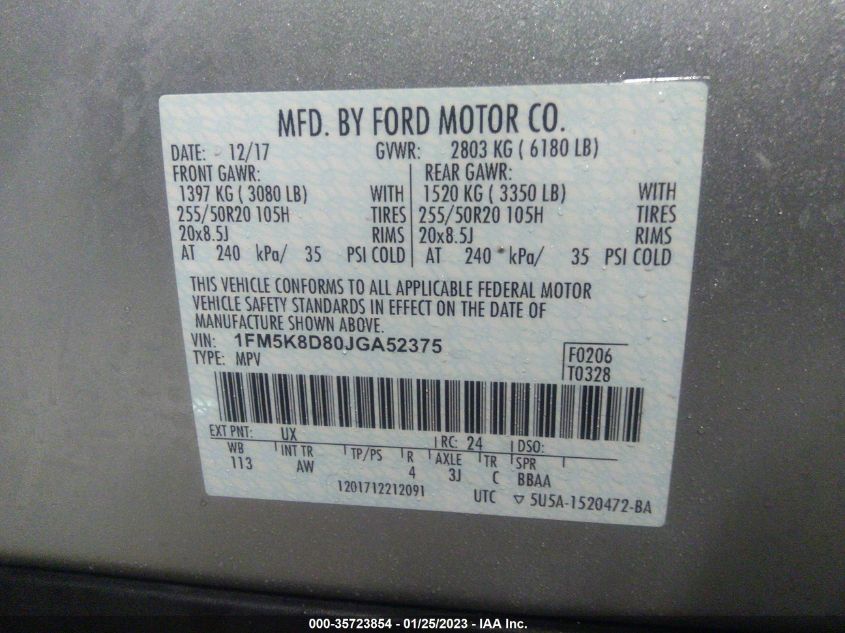 MFD. BY FORD MOTOR CO.
DATE: 12/17 GVWR: 2803 KG ( 6180 LB)
FRONT GAWR: REAR GAWR:
1397 KG ( 3080 LB) WITH 1520 KG ( 3350 LB) WITH
255/50R20 105H TIRES 255/50R20 105H TIRES
20x8.5J RIMS 20x8.5J RIMS
AT 240 kPa/ 35 PSI COLD AT 240 kPa/ 35 PSI COLD
THIS VEHICLE CONFORMS TO ALL APPLICABLE FEDERAL MOTOR
VEHICLE SAFETY STANDARDS IN EFFECT ON THE DATE OF
MANUFACTURE SHOWN ABOVE.
VIN: 1FM5K8D80JGA52375
TYPE: MPV F0206
T0328
EXT PNT: UX RC: 24 DSO:
WB INT TR TP/PS R AXLE TR SPR
113 AW 4 3J C BBAA
1201712212091 UTC ▽ 5U5A-1520472-BA
000-35723854 - 01/25/2023 - IAA Inc.